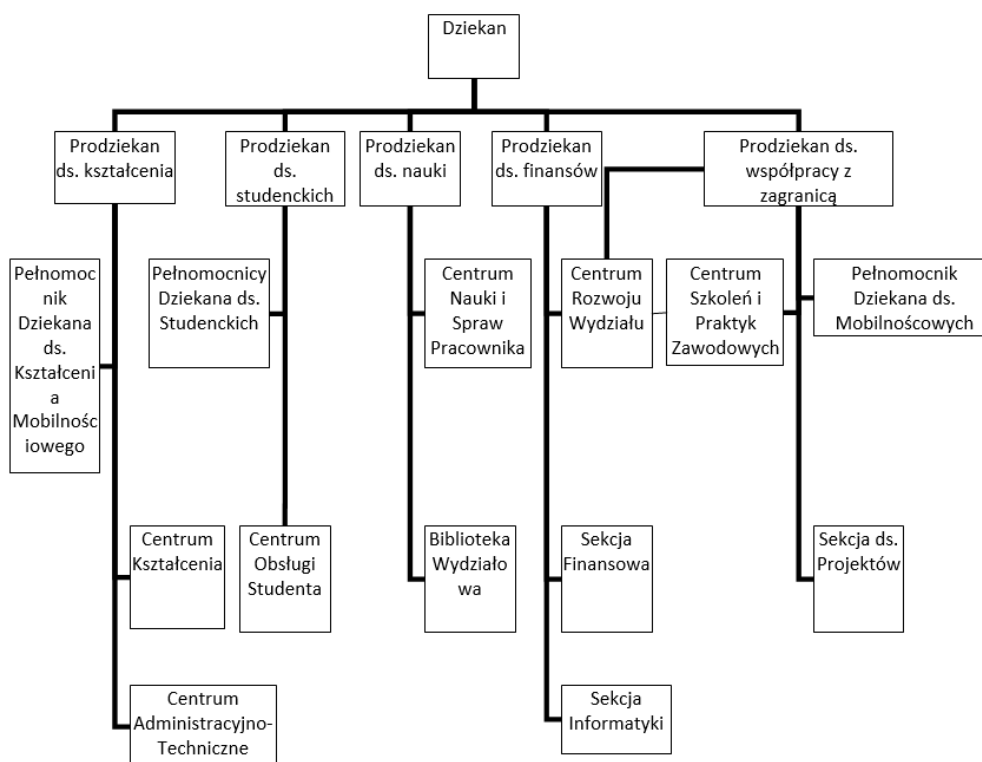 Dziekan
Prodziekan
ds. kształcenia
Prodziekan
ds.
studenckich
Prodziekan
ds. nauki
Prodziekan
ds. finansów
Prodziekan ds.
współpracy z
zagranicą
Pełnomoc
nik
Dziekana
ds.
Kształceni
a
Mobilnośc
iowego
Pełnomocnicy
Dziekana ds.
Studenckich
Centrum
Nauki i
Spraw
Pracownika
Centrum
Rozwoju
Wydziału
Centrum
Szkoleń i
Praktyk
Zawodowych
Pełnomocnik
Dziekana ds.
Mobilnościowych
Centrum
Kształcenia
Centrum
Obsługi
Studenta
Biblioteka
Wydziało
wa
Sekcja
Finansowa
Sekcja ds.
Projektów
Centrum
Administracyjno-
Techniczne
Sekcja
Informatyki